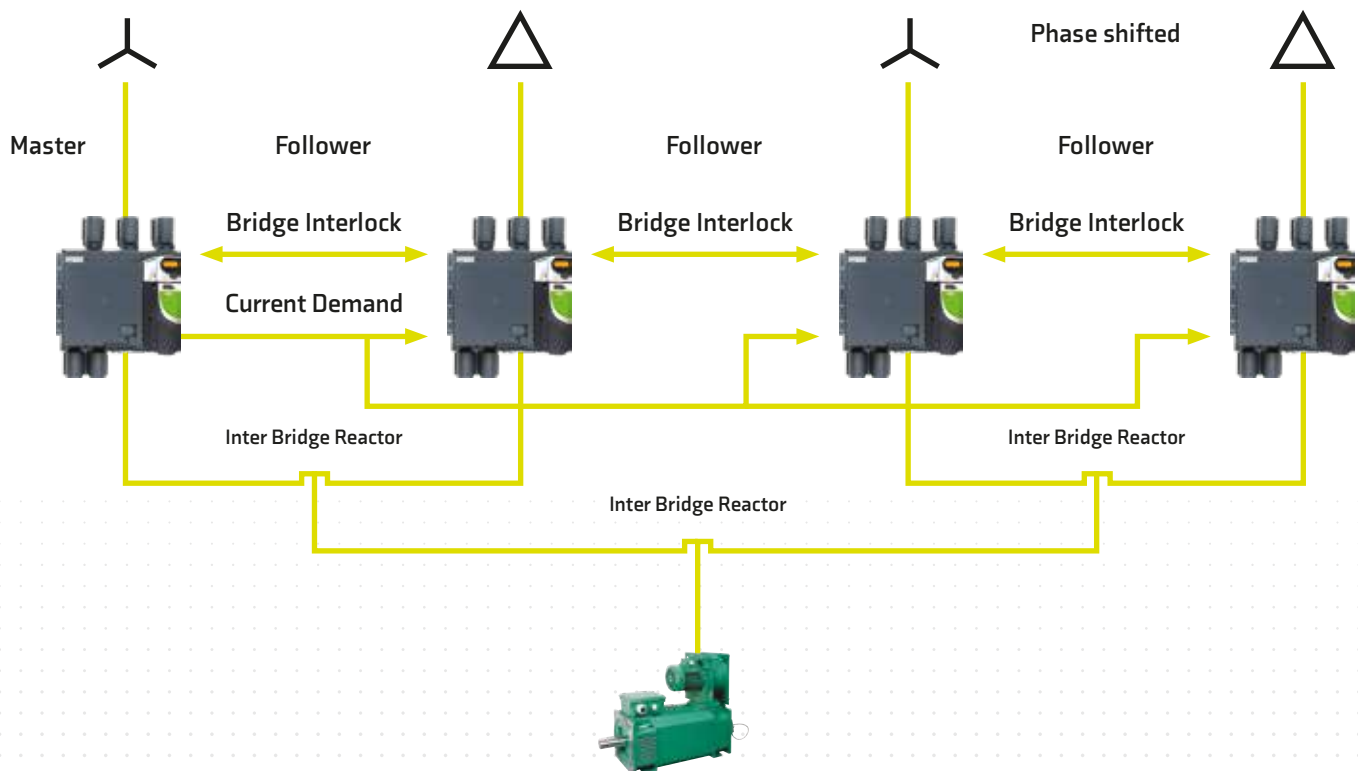 Phase shifted
Master
Follower
Follower
Follower
Bridge Interlock
Bridge Interlock
Bridge Interlock
Current Demand
Inter Bridge Reactor
Inter Bridge Reactor
Inter Bridge Reactor